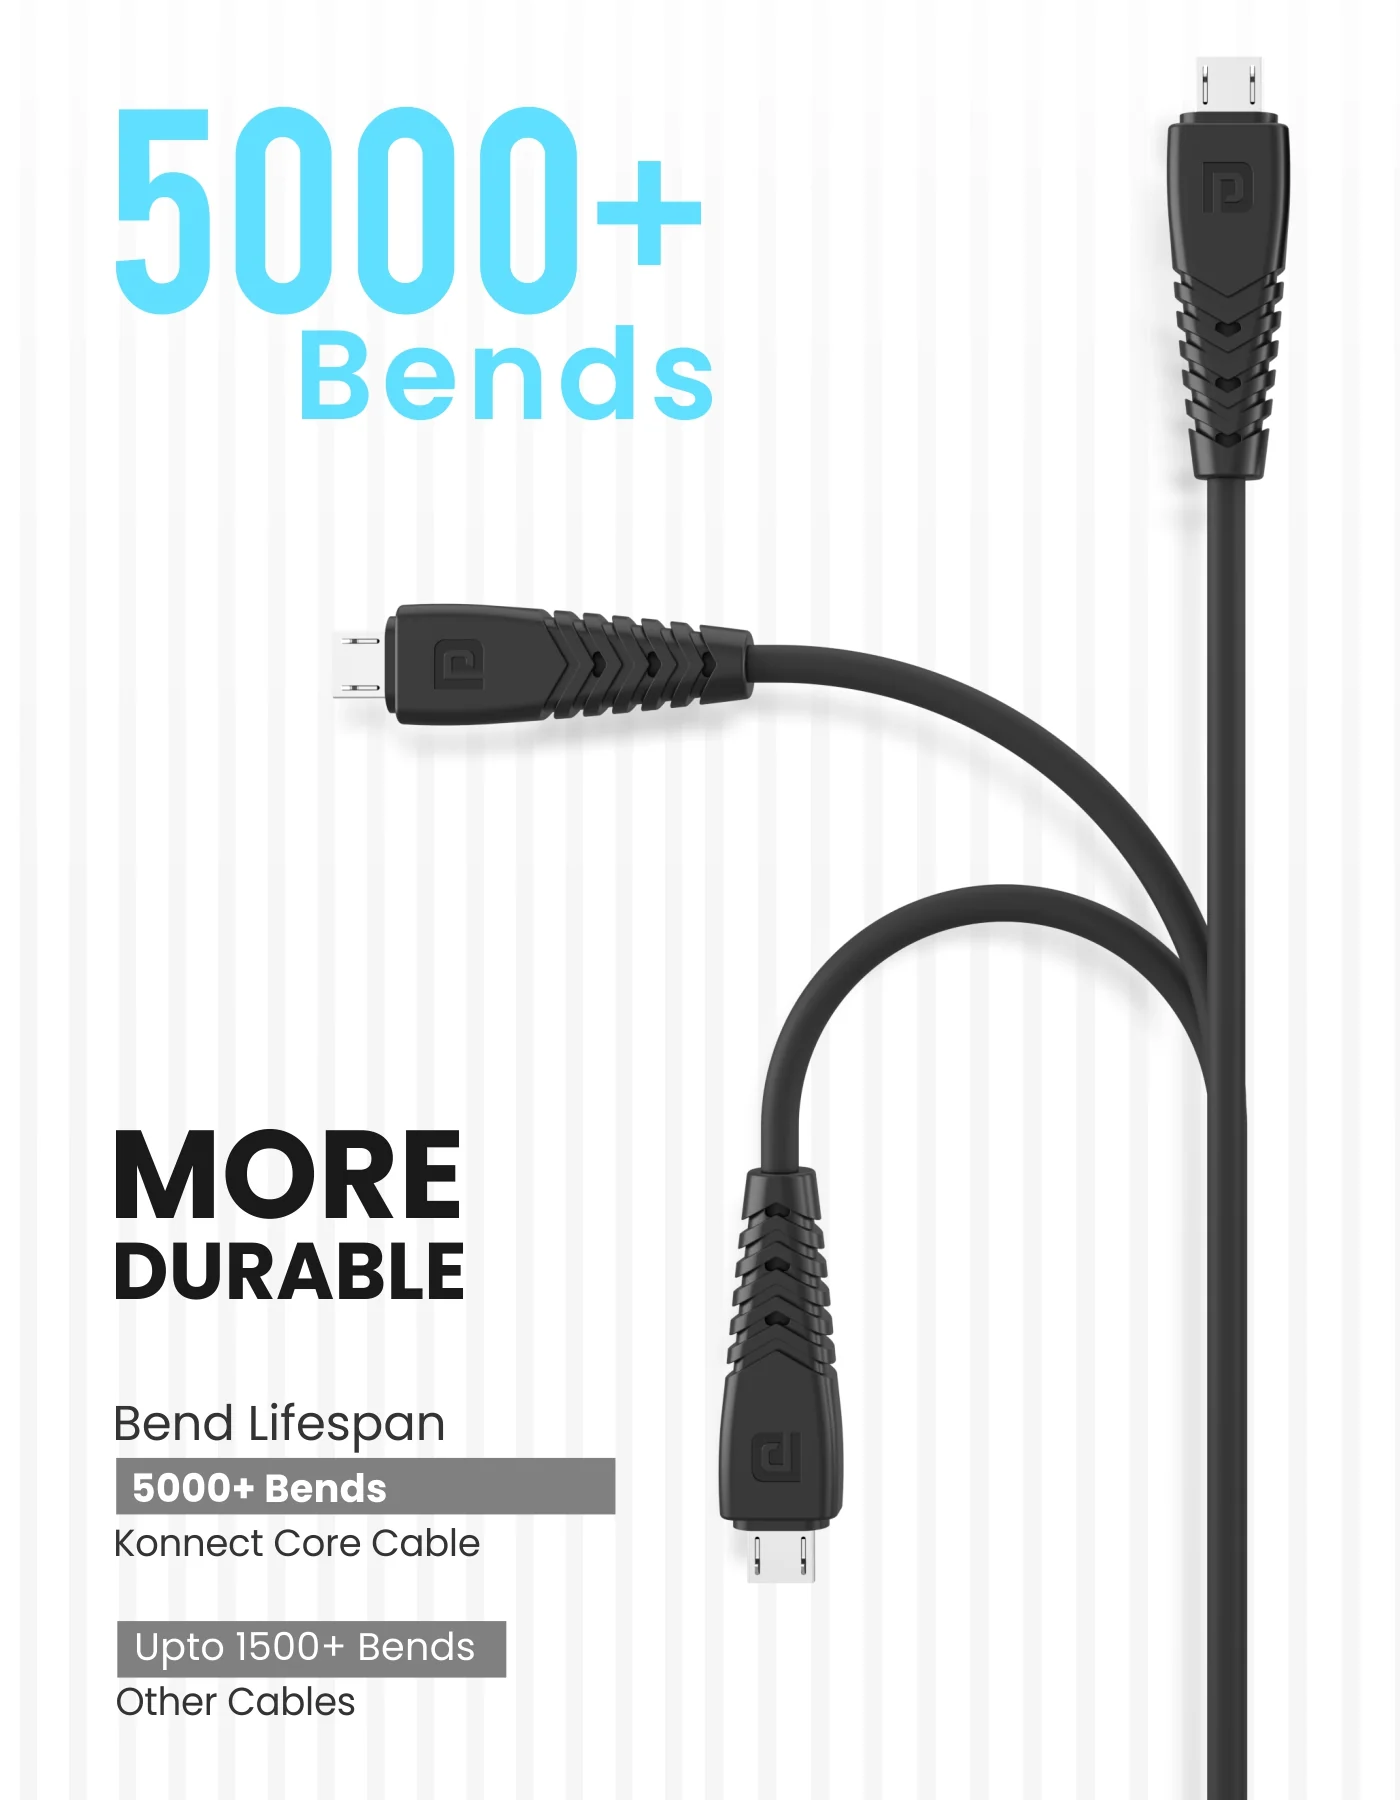 5000+
Bends
MORE
DURABLE
Bend Lifespan
5000+ Bends
Konnect Core Cable
Upto 1500+ Bends
Other Cables